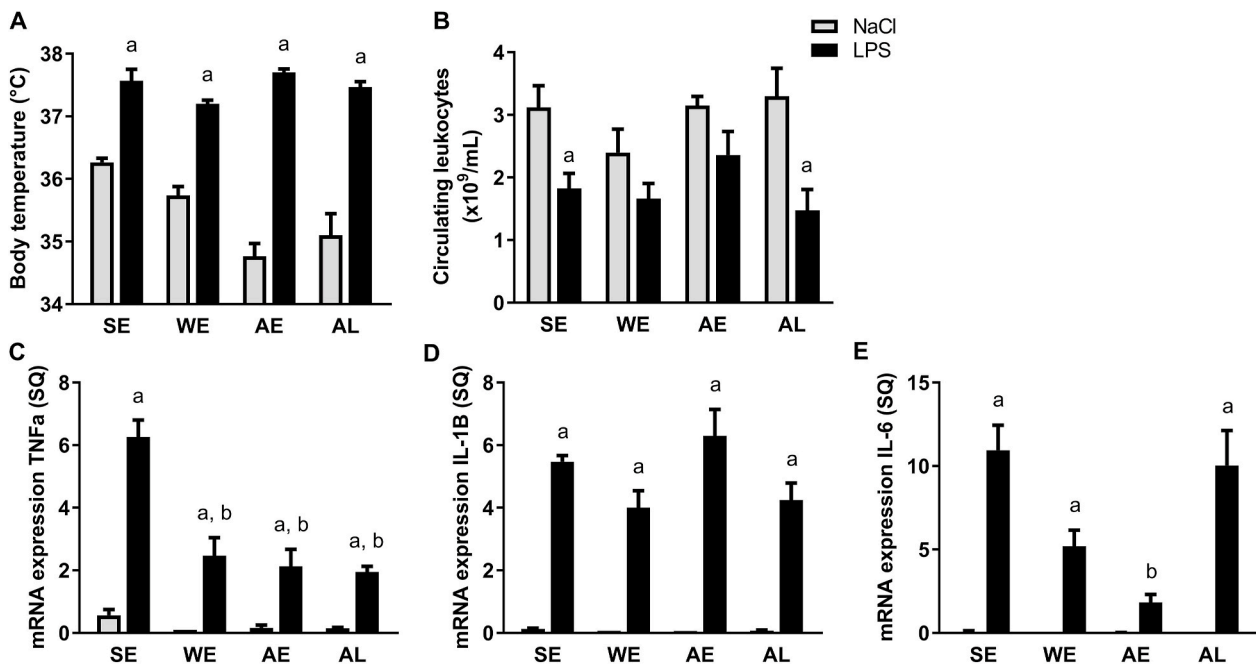 A
Body temperature (°C)
38
37
36
35
34
a
a
a
a
SE
WE
AE
AL
B
Circulating leukocytes
(x10⁹/mL)
4
3
2
1
0
a
a
SE
WE
AE
AL
NaCl
LPS
C
mRNA expression TNFa (SQ)
8
6
4
2
0
a
a, b
a, b
a, b
SE
WE
AE
AL
D
mRNA expression IL-1B (SQ)
8
6
4
2
0
a
a
a
a
SE
WE
AE
AL
E
mRNA expression IL-6 (SQ)
15
10
5
0
a
a
b
a
SE
WE
AE
AL